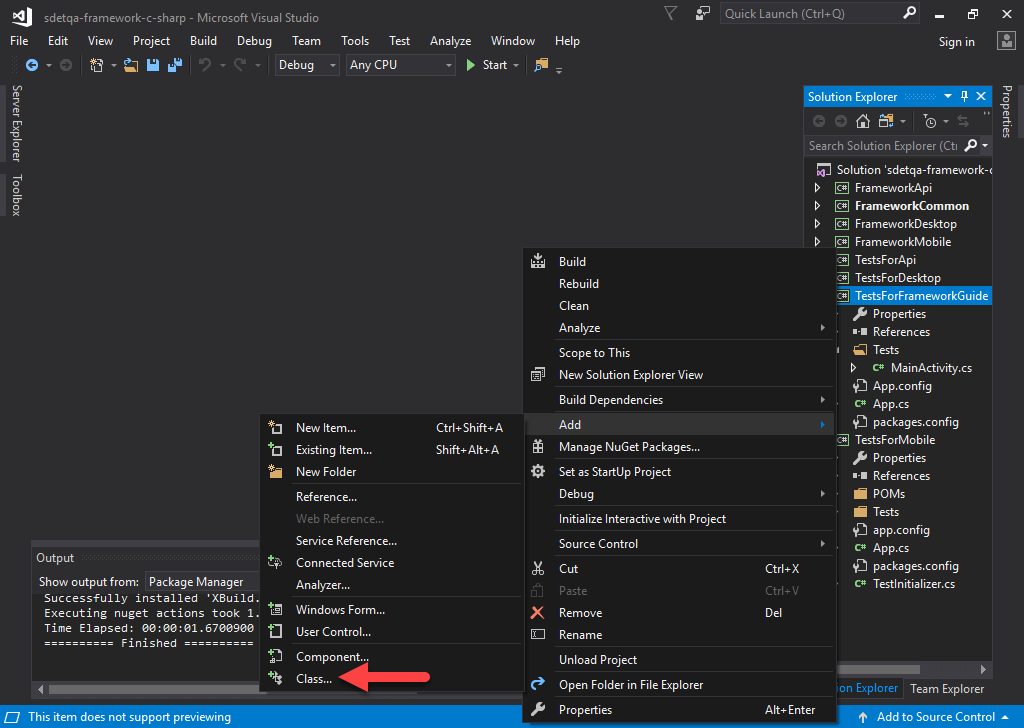 sdetqa-framework-c-sharp - Microsoft Visual Studio
Quick Launch (Ctrl+Q)
File Edit View Project Build Debug Team Tools Test Analyze Window Help
Sign in
Debug Any CPU Start
Server Explorer
Toolbox
Solution Explorer
Properties
Search Solution Explorer (Ctr
Solution 'sdetqa-framework-c
C# FrameworkApi
C# FrameworkCommon
C# FrameworkDesktop
C# FrameworkMobile
C# TestsForApi
C# TestsForDesktop
C# TestsForFrameworkGuide
Properties
References
Tests
C# MainActivity.cs
App.config
C# App.cs
packages.config
C# TestsForMobile
Properties
References
POMs
Tests
app.config
C# App.cs
packages.config
C# TestInitializer.cs
Build
Rebuild
Clean
Analyze
Scope to This
New Solution Explorer View
Build Dependencies
Add
Manage NuGet Packages...
Set as StartUp Project
Debug
Initialize Interactive with Project
Source Control
Cut Ctrl+X
Paste Ctrl+V
Remove Del
Rename
Unload Project
Open Folder in File Explorer
Properties Alt+Enter
New Item... Ctrl+Shift+A
Existing Item... Shift+Alt+A
New Folder
Reference...
Web Reference...
Service Reference...
Connected Service
Analyzer...
Windows Form...
User Control...
Component...
Class...
Output
Show output from: Package Manager
Successfully installed 'XBuild.
Executing nuget actions took 1.
Time Elapsed: 00:00:01.6700900
========== Finished ==========
on Explorer Team Explorer
This item does not support previewing
Add to Source Control